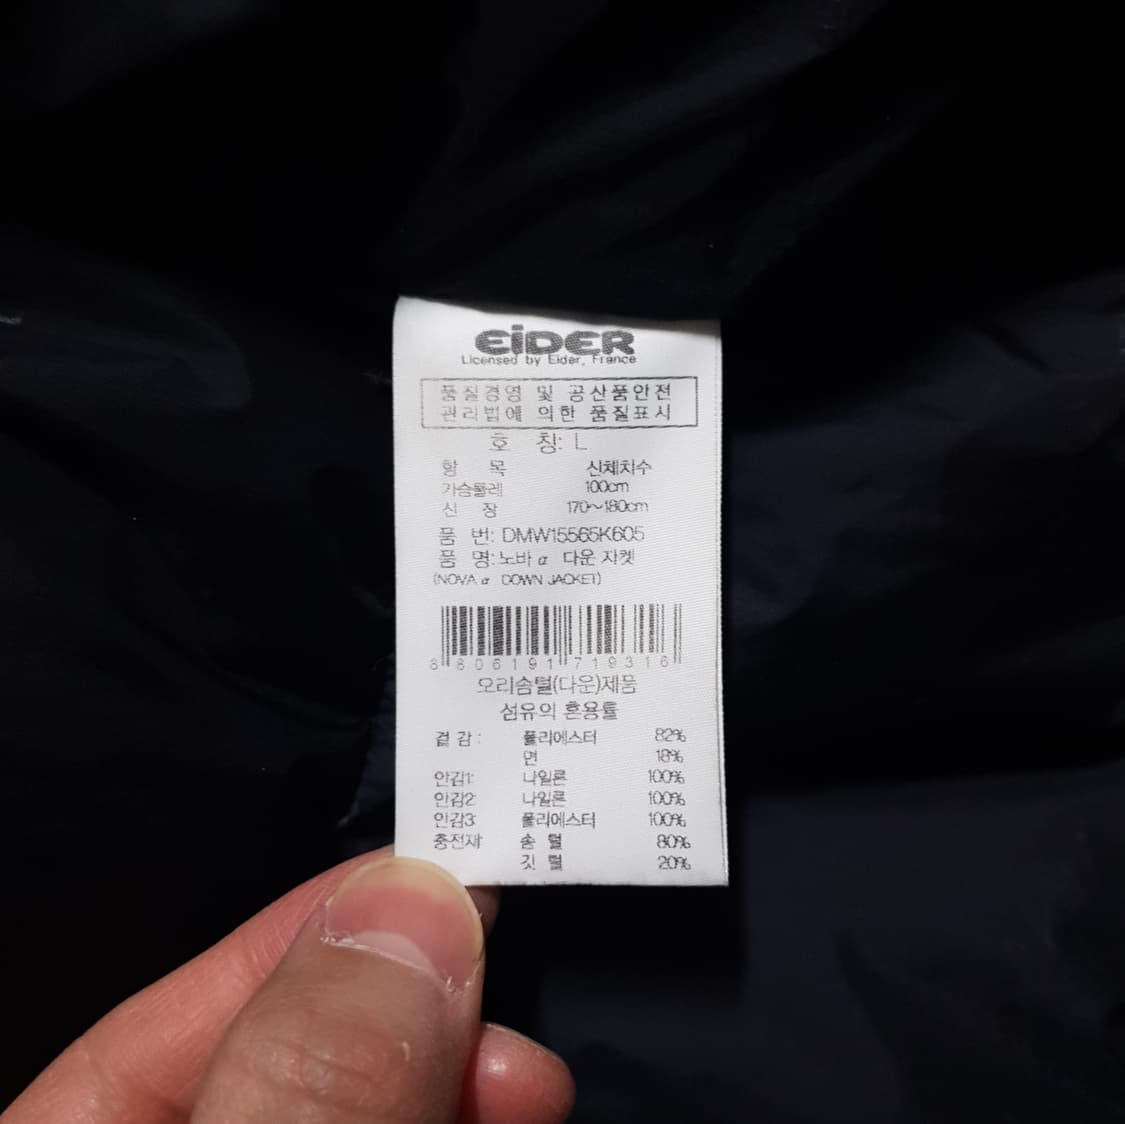 EiDER
Licensed by Eider, France
품질경영 및 공산품안전
관리법에 의한 품질표시
호 칭: L
항 목 신체치수
가슴둘레 100cm
신 장 170~180cm
품 번: DMW15565K605
품 명: 노바 α 다운 자켓
(NOVA α DOWN JACKET)
8 806191 719316
오리솜털(다운)제품
섬유의 혼용률
겉 감: 폴리에스터 82%
면 18%
안감1: 나일론 100%
안감2: 나일론 100%
안감3: 폴리에스터 100%
충전재: 솜 털 80%
깃 털 20%